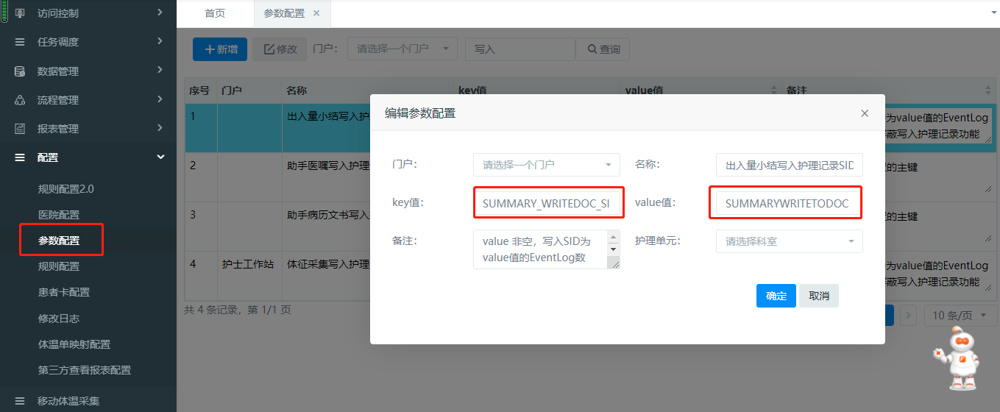 访问控制
任务调度
数据管理
流程管理
报表管理
配置
规则配置2.0
医院配置
参数配置
规则配置
患者卡配置
修改日志
体温单映射配置
第三方查看报表配置
移动体温采集
首页 参数配置
新增 修改 门户： 请选择一个门户 写入 查询
序号 门户 名称 key值 value值 备注
1 出入量小结写入护 为value值的EventLog
蔽写入护理记录功能
2 助手医嘱写入护理 的主键
3 助手病历文书写入 的主键
4 护士工作站 体征采集写入护理 为value值的EventLog
蔽写入护理记录功能
共 4 条记录，第 1/1 页
10 条/页
编辑参数配置
门户： 请选择一个门户 名称： 出入量小结写入护理记录SID
key值： SUMMARY_WRITEDOC_SI value值： SUMMARYWRITETODOC
备注： value 非空，写入SID为
value值的EventLog数
护理单元： 请选择科室
确定 取消